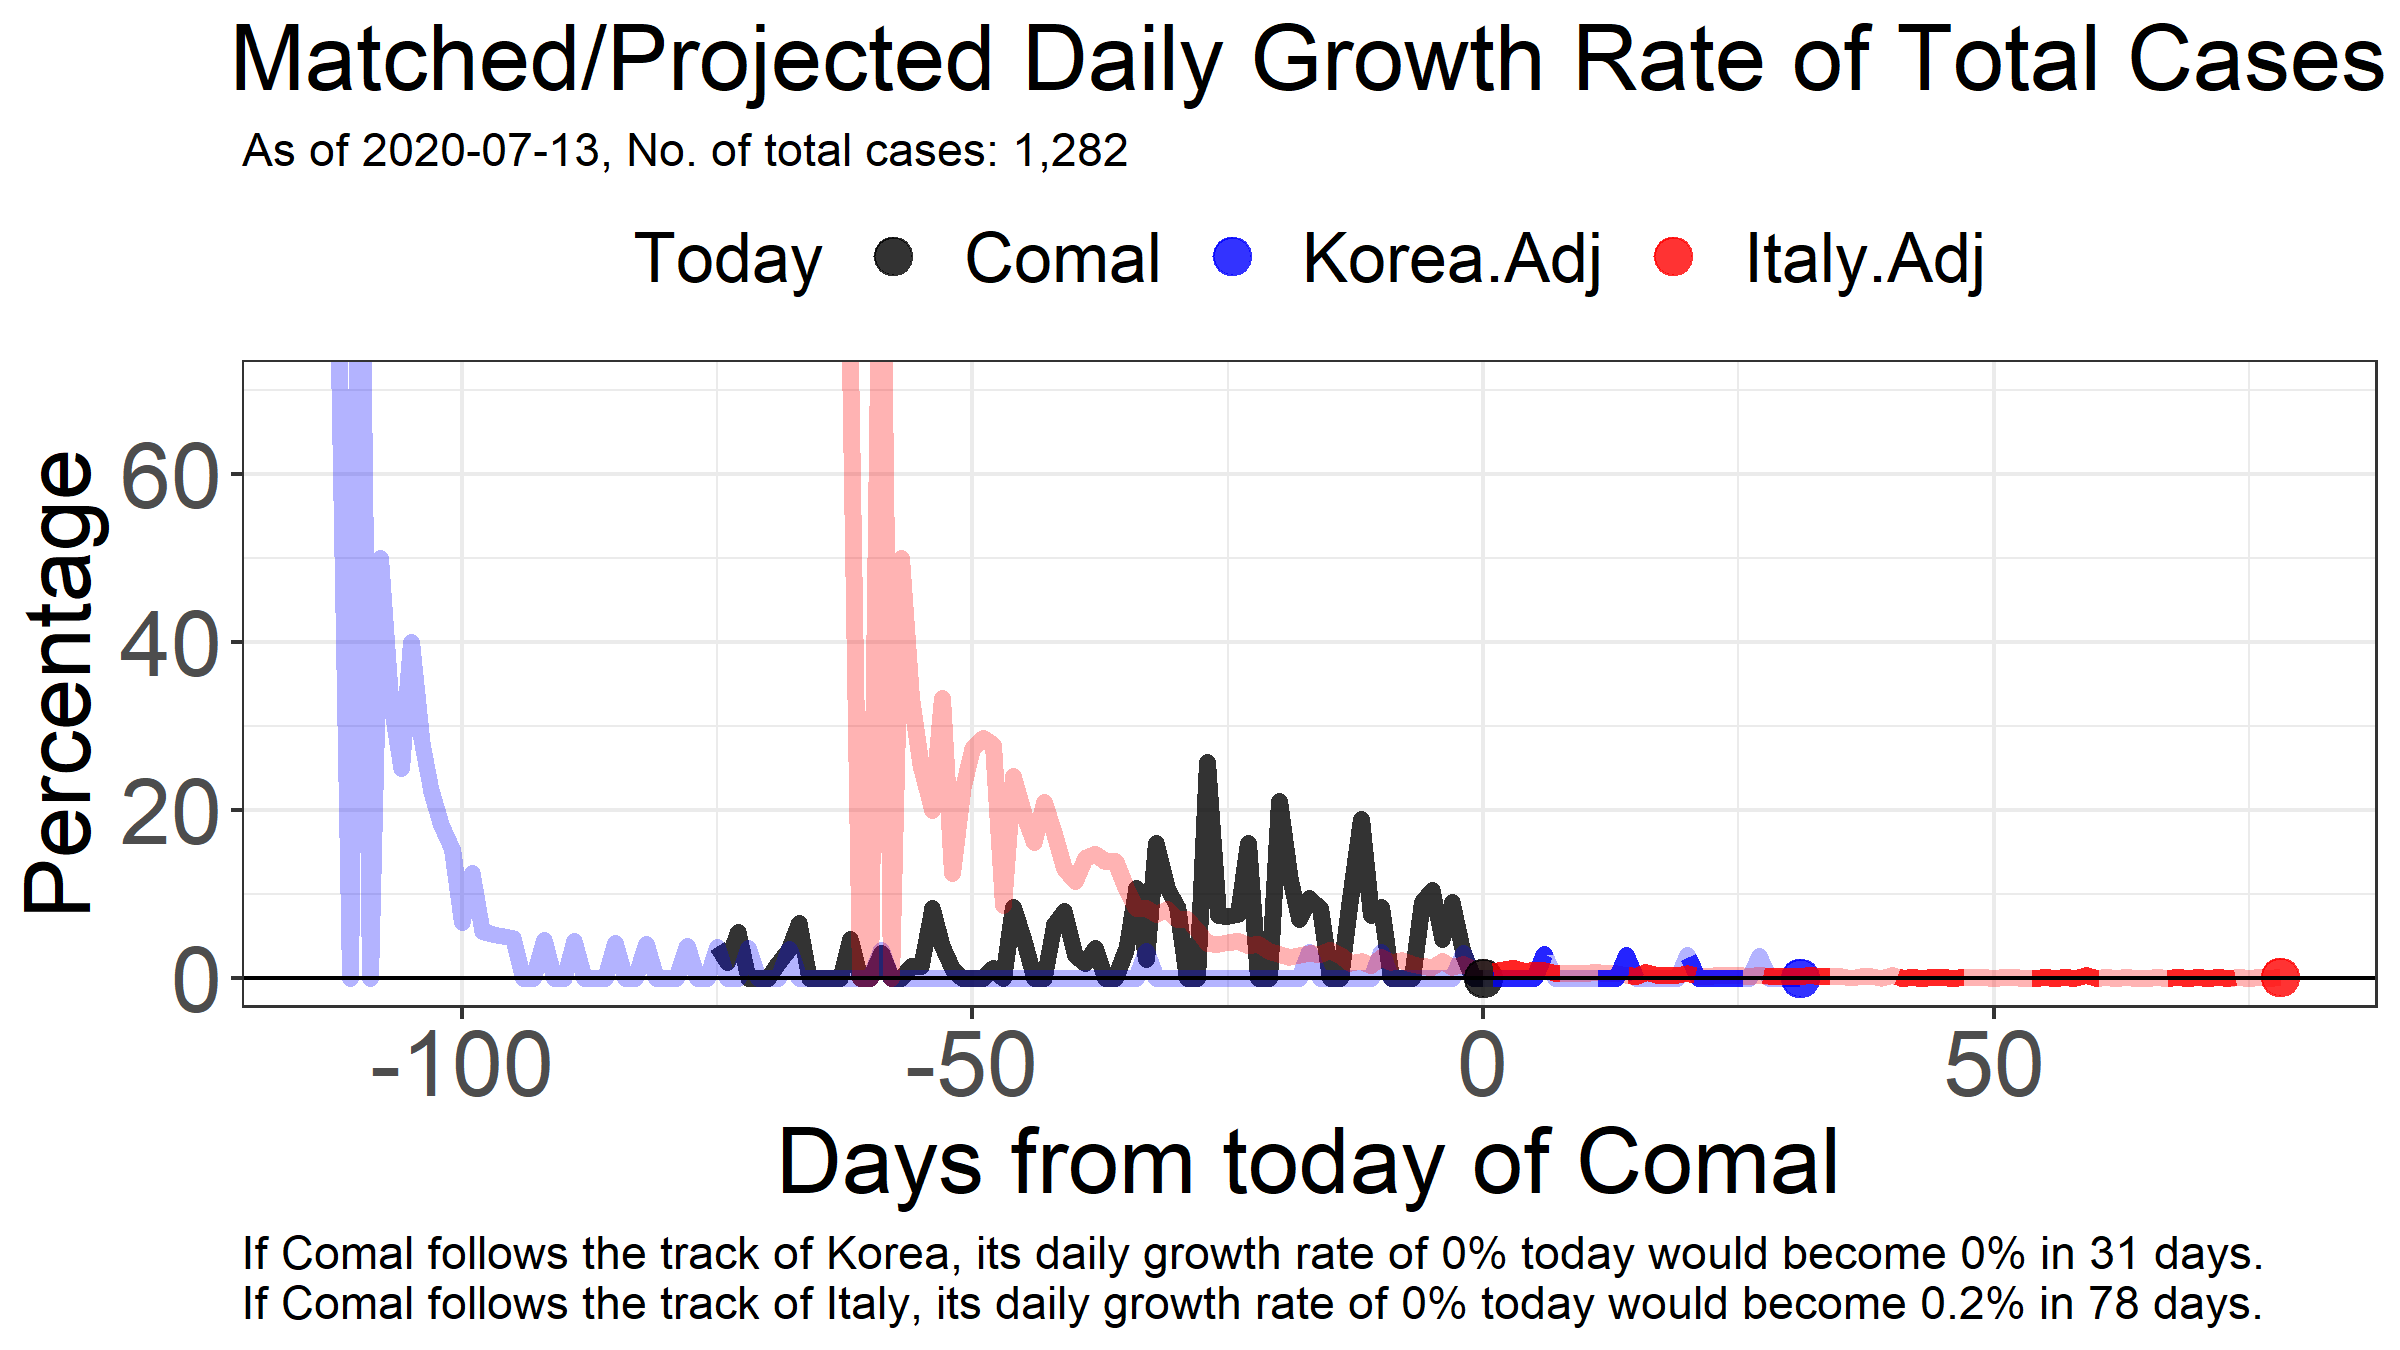 Matched/Projected Daily Growth Rate of Total Cases
As of 2020-07-13, No. of total cases: 1,282
Today Comal Korea.Adj Italy.Adj
Percentage
60
40
20
0
-100 -50 0 50
Days from today of Comal
If Comal follows the track of Korea, its daily growth rate of 0% today would become 0% in 31 days.
If Comal follows the track of Italy, its daily growth rate of 0% today would become 0.2% in 78 days.